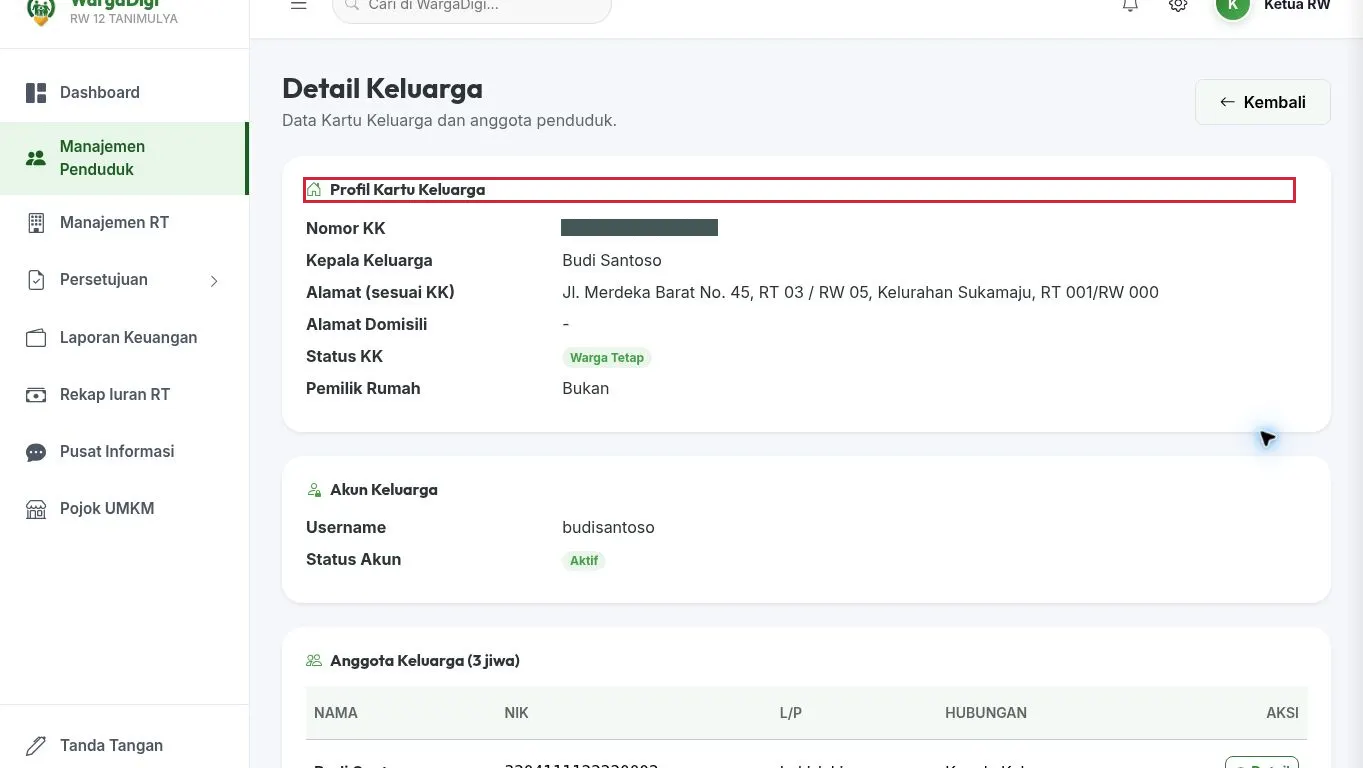 WargaDigi
RW 12 TANIMULYA
Cari di WargaDigi...
K
Ketua RW
Dashboard
Manajemen
Penduduk
Manajemen RT
Persetujuan
Laporan Keuangan
Rekap Iuran RT
Pusat Informasi
Pojok UMKM
Tanda Tangan
Detail Keluarga
Data Kartu Keluarga dan anggota penduduk.
Kembali
Profil Kartu Keluarga
Nomor KK
Kepala Keluarga Budi Santoso
Alamat (sesuai KK) Jl. Merdeka Barat No. 45, RT 03 / RW 05, Kelurahan Sukamaju, RT 001/RW 000
Alamat Domisili -
Status KK Warga Tetap
Pemilik Rumah Bukan
Akun Keluarga
Username budisantoso
Status Akun Aktif
Anggota Keluarga (3 jiwa)
NAMA NIK L/P HUBUNGAN AKSI